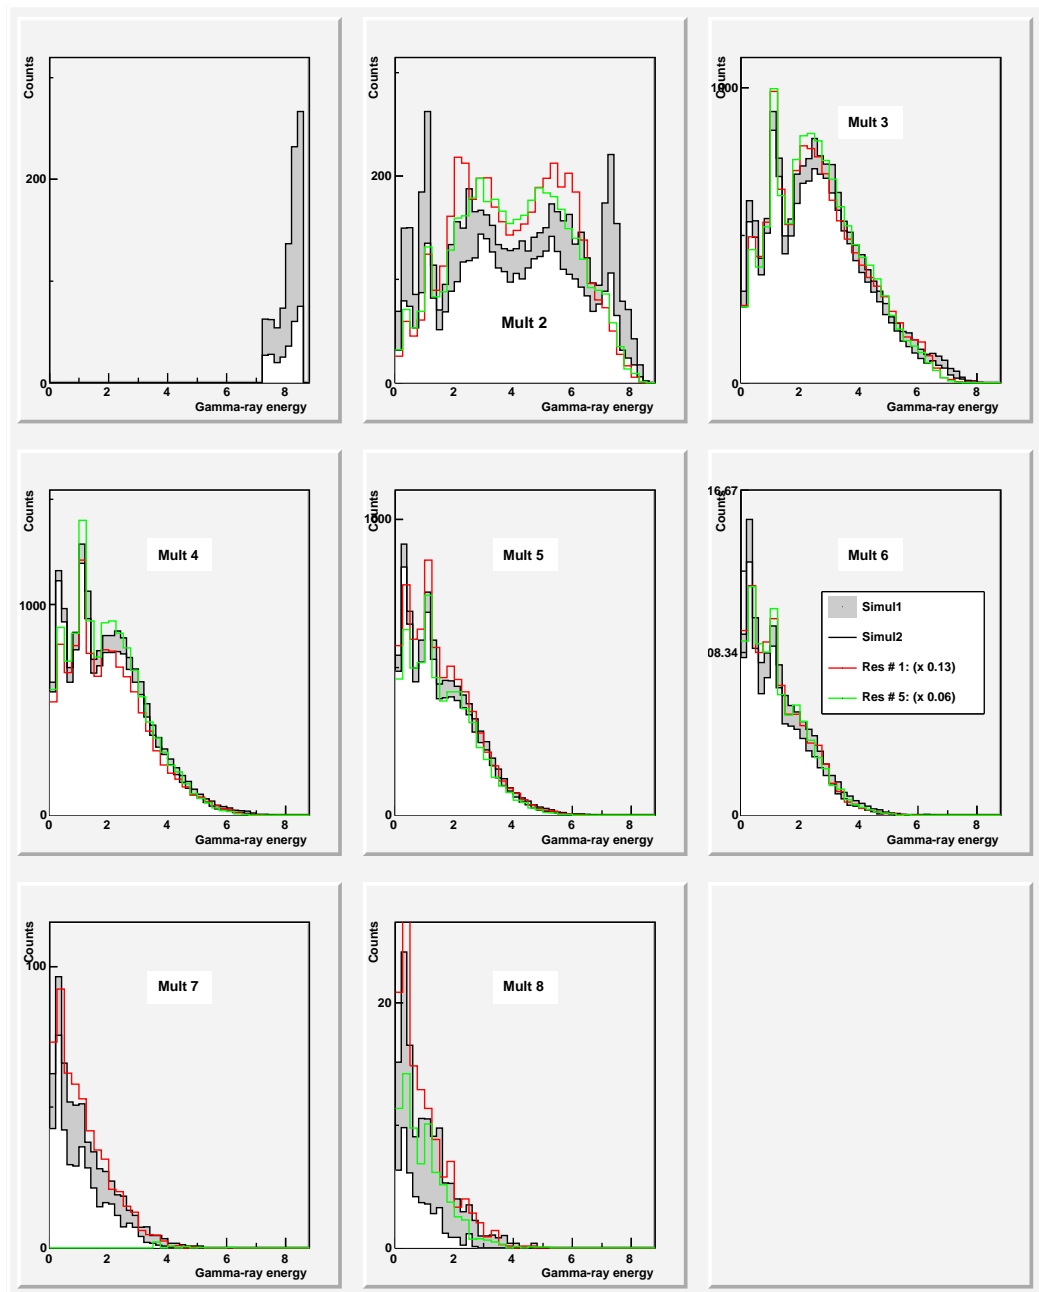 Counts
200
0
0 2 4 6 8
Gamma-ray energy
Counts
200
Mult 2
0
0 2 4 6 8
Gamma-ray energy
Counts
1000
Mult 3
0
0 2 4 6 8
Gamma-ray energy
Counts
Mult 4
1000
0
0 2 4 6 8
Gamma-ray energy
Counts
1000
Mult 5
0
0 2 4 6 8
Gamma-ray energy
16.67
Counts
Mult 6
Simul1
Simul2
08.34
Res # 1: (x 0.13)
Res # 5: (x 0.06)
0
0 2 4 6 8
Gamma-ray energy
Counts
100
Mult 7
0
0 2 4 6 8
Gamma-ray energy
Counts
Mult 8
20
0
0 2 4 6 8
Gamma-ray energy